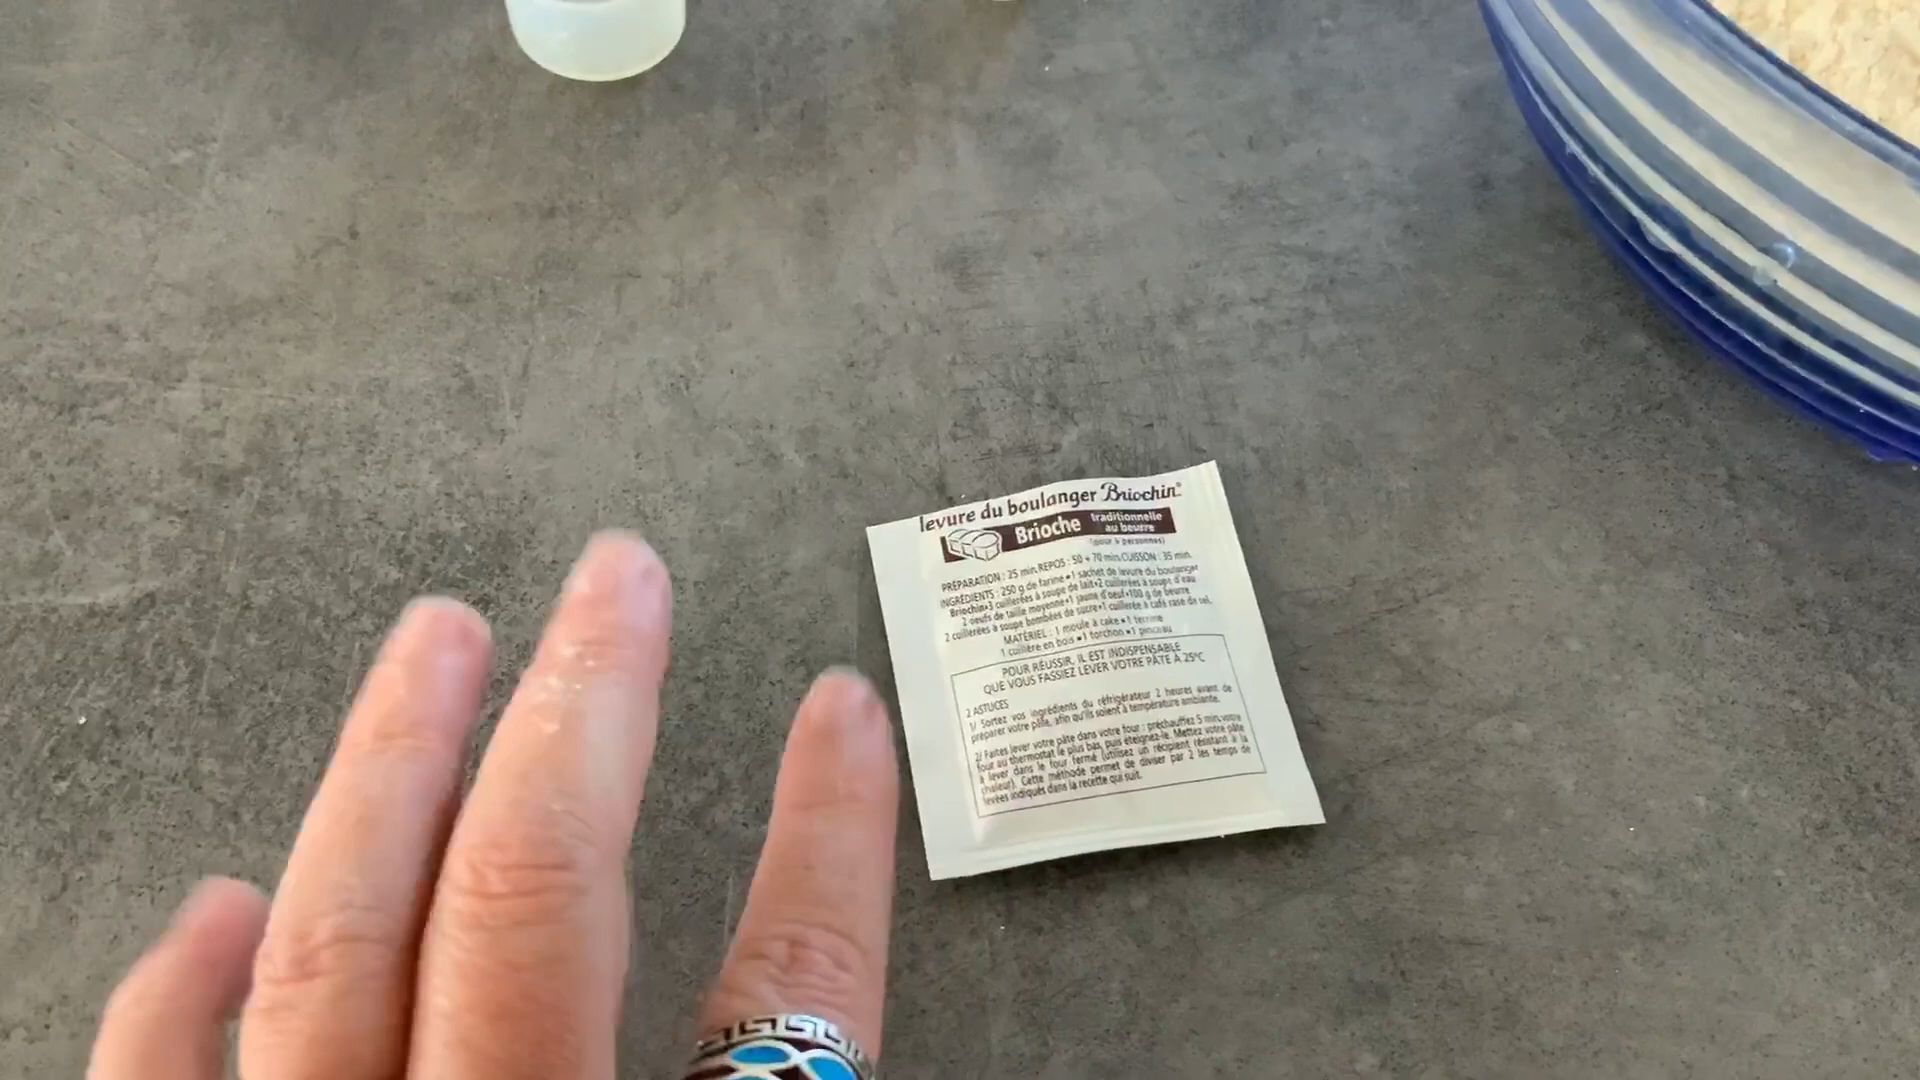 levure du boulanger Briochin®
Brioche traditionnelle
au beurre
(pour 6 personnes)
PRÉPARATION : 25 min. REPOS : 50 + 70 min. CUISSON : 35 min.
INGRÉDIENTS : 250 g de farine • 1 sachet de levure du boulanger
Briochin • 3 cuillerées à soupe de lait • 2 cuillerées à soupe d'eau
2 oeufs de taille moyenne • 1 jaune d'oeuf • 100 g de beurre
2 cuillerées à soupe bombées de sucre • 1 cuillerée à café rase de sel.
MATÉRIEL : 1 moule à cake • 1 terrine
1 cuillère en bois • 1 torchon • 1 pinceau
POUR RÉUSSIR, IL EST INDISPENSABLE
QUE VOUS FASSIEZ LEVER VOTRE PÂTE À 25°C
2 ASTUCES
1/ Sortez vos ingrédients du réfrigérateur 2 heures avant de
préparer votre pâte, afin qu'ils soient à température ambiante.
2/ Faites lever votre pâte dans votre four : préchauffez 5 min. votre
four au thermostat le plus bas, puis éteignez-le. Mettez votre pâte
à lever dans le four fermé (utilisez un récipient résistant à la
chaleur). Cette méthode permet de diviser par 2 les temps de
levées indiqués dans la recette qui suit.